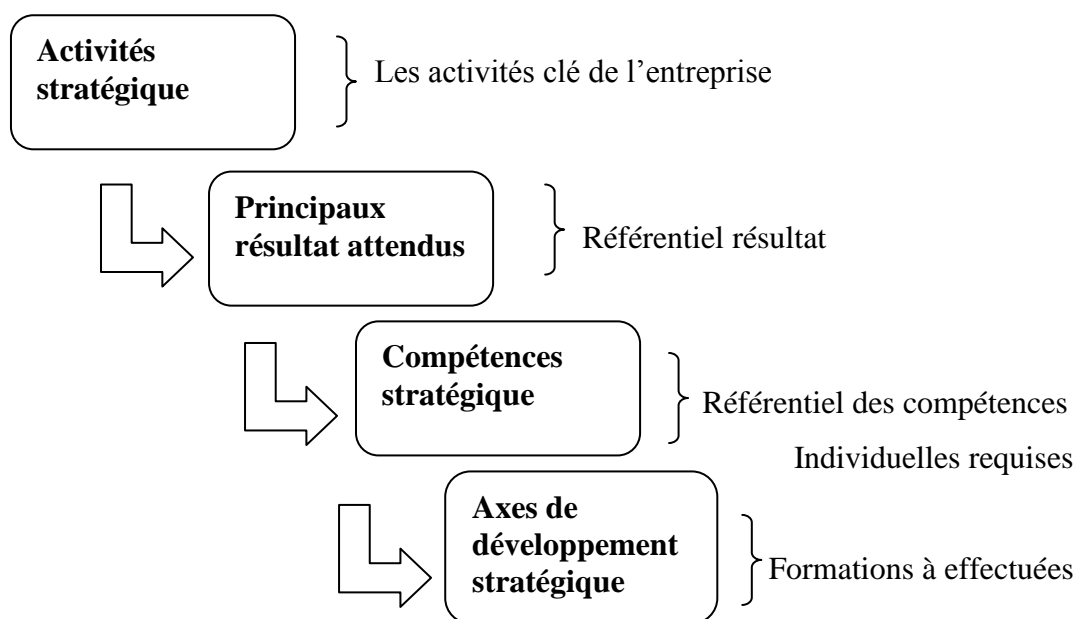 Activités
stratégique
Les activités clé de l’entreprise
Principaux
résultat attendus
Référentiel résultat
Compétences
stratégique
Référentiel des compétences
Individuelles requises
Axes de
développement
stratégique
Formations à effectuées